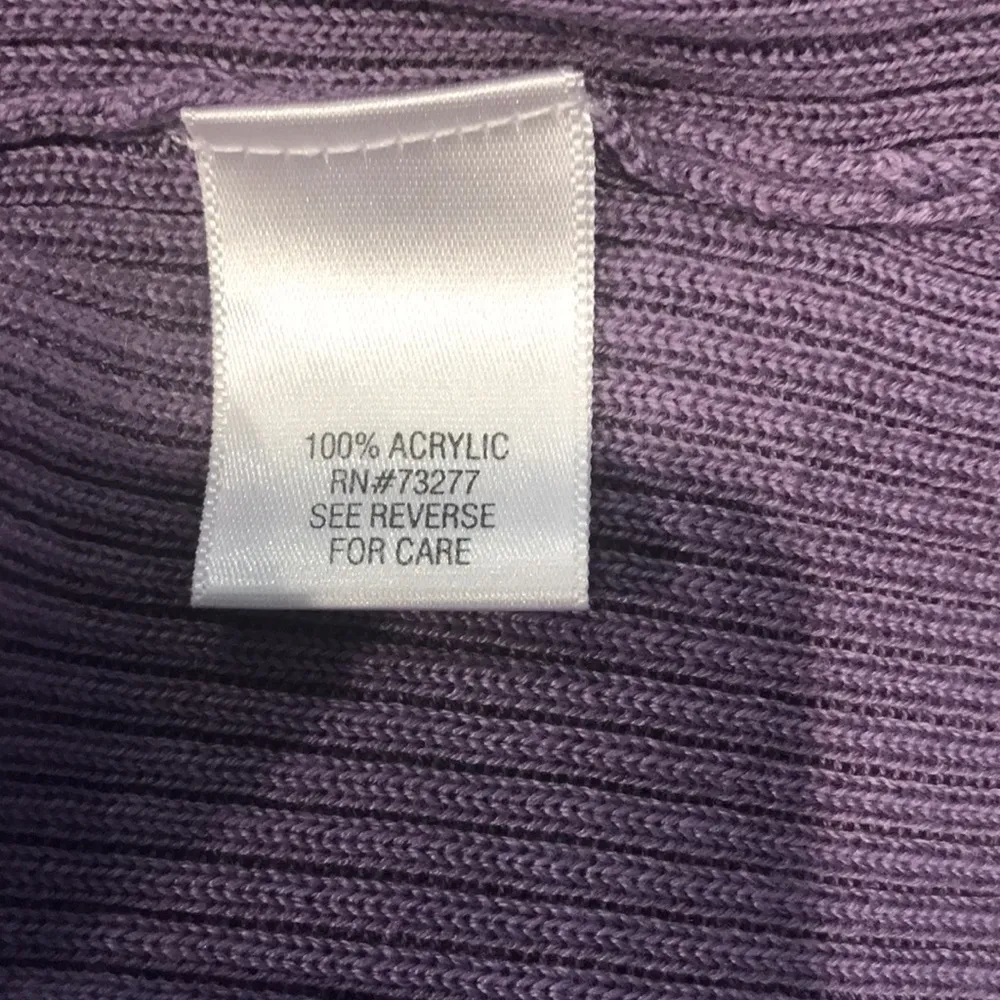 100% ACRYLIC
RN#73277
SEE REVERSE
FOR CARE